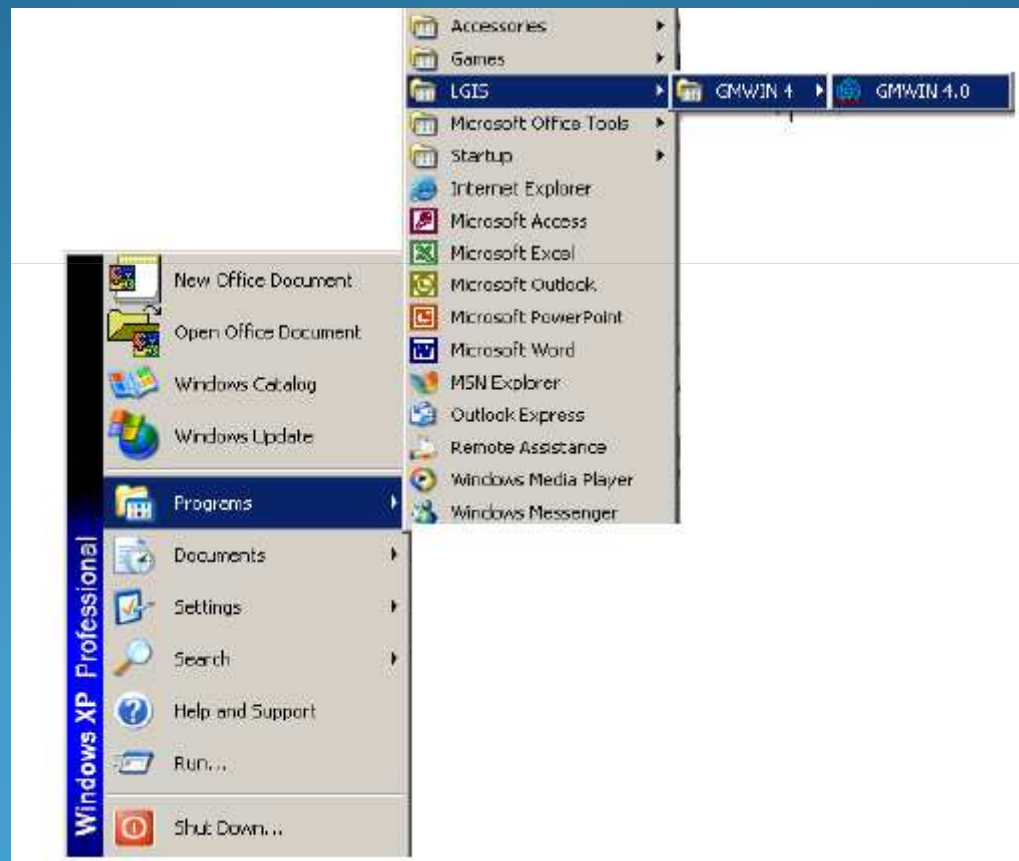 Accessories
Games
LGIS
GMWIN 4
GMWIN 4.0
Microsoft Office Tools
Startup
Internet Explorer
Microsoft Access
Microsoft Excel
Microsoft Outlook
Microsoft PowerPoint
Microsoft Word
MSN Explorer
Outlook Express
Remote Assistance
Windows Media Player
Windows Messenger
New Office Document
Open Office Document
Windows Catalog
Windows Update
Programs
Documents
Settings
Search
Help and Support
Run...
Shut Down...
Windows XP Professional